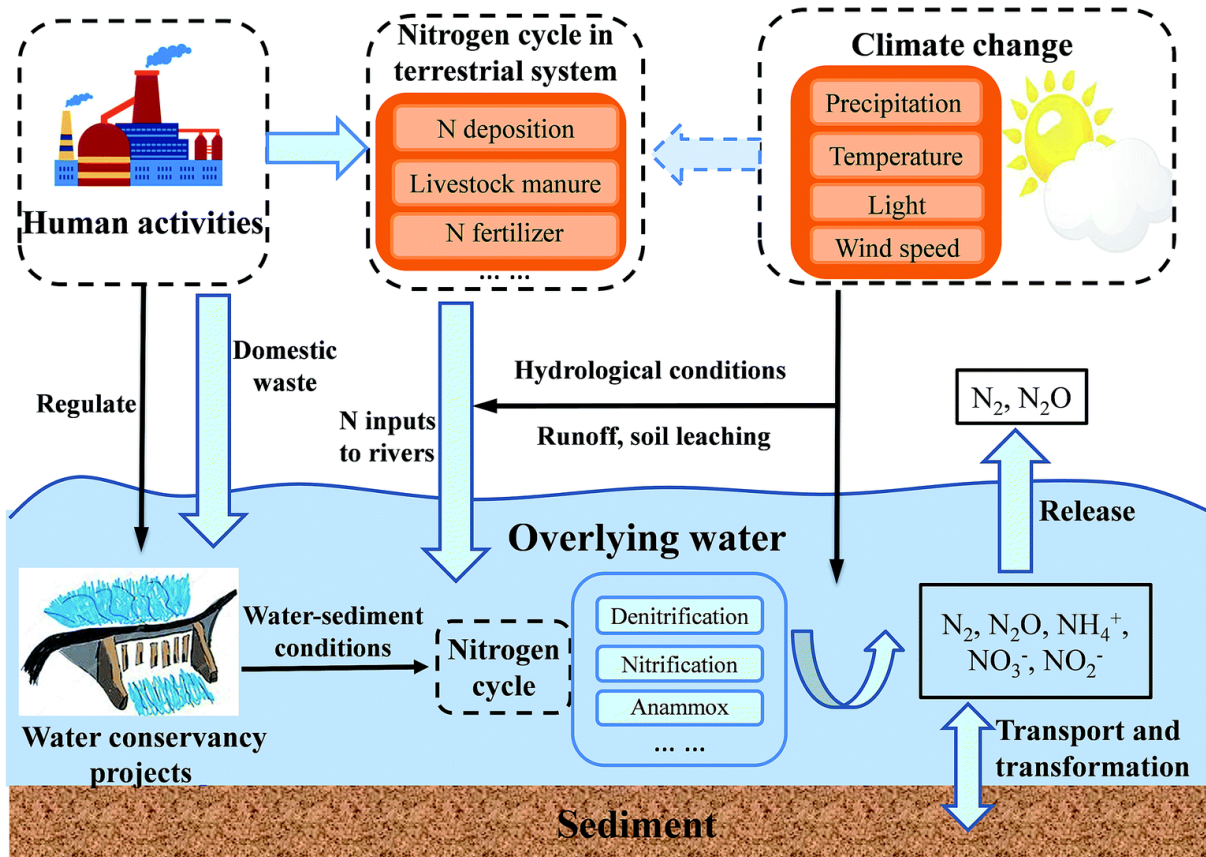 Nitrogen cycle in
terrestrial system
N deposition
Livestock manure
N fertilizer
... ...
Human activities
Climate change
Precipitation
Temperature
Light
Wind speed
Regulate
Domestic
waste
N inputs
to rivers
Hydrological conditions
Runoff, soil leaching
N₂, N₂O
Release
Overlying water
Water conservancy
projects
Water-sediment
conditions
Nitrogen
cycle
Denitrification
Nitrification
Anammox
... ...
N₂, N₂O, NH₄⁺,
NO₃⁻, NO₂⁻
Transport and
transformation
Sediment